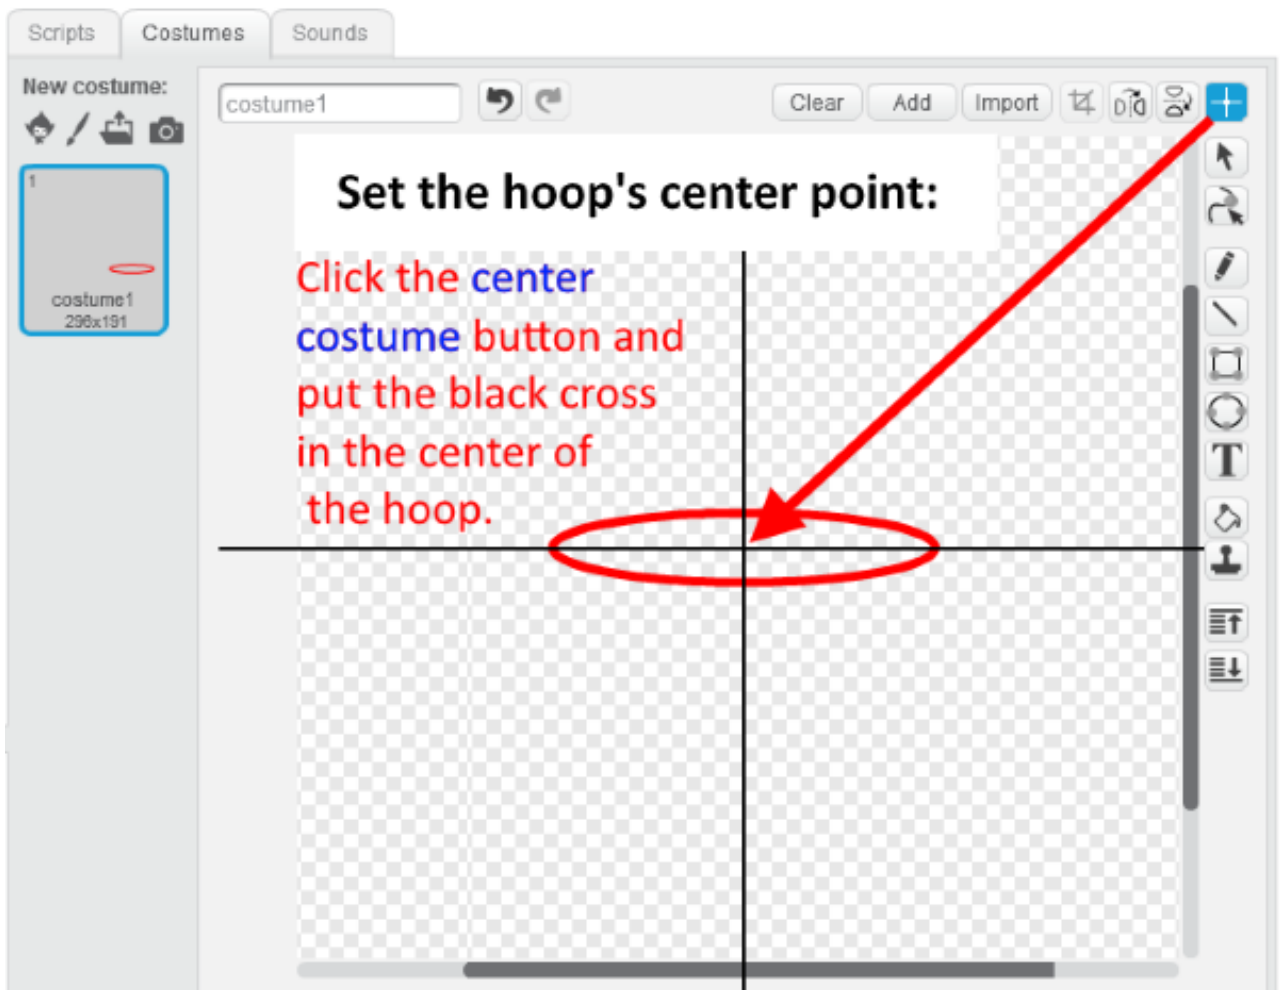 Scripts Costumes Sounds
New costume:
costume1
Clear Add Import
1
costume1
296x191
Set the hoop's center point:
Click the center
costume button and
put the black cross
in the center of
the hoop.
T